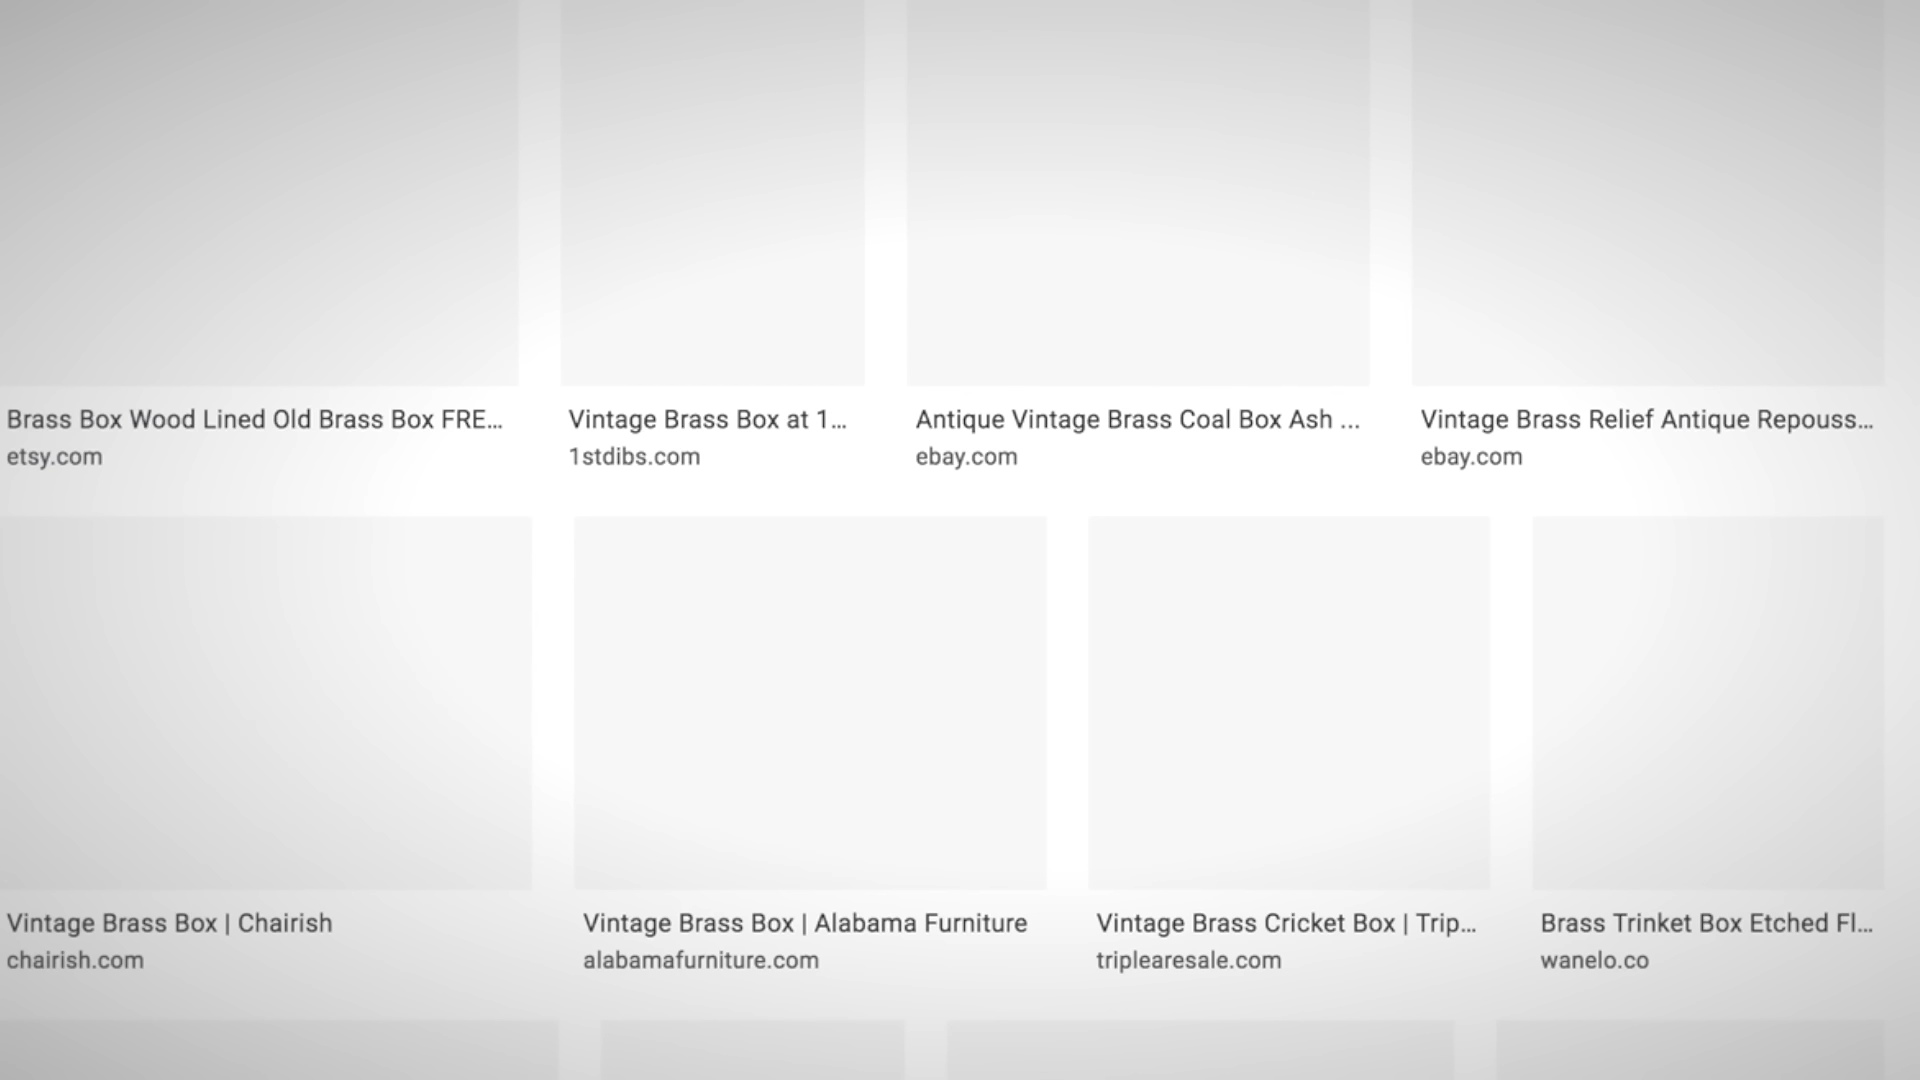 Brass Box Wood Lined Old Brass Box FRE...
etsy.com
Vintage Brass Box at 1...
1stdibs.com
Antique Vintage Brass Coal Box Ash ...
ebay.com
Vintage Brass Relief Antique Repouss...
ebay.com
Vintage Brass Box | Chairish
chairish.com
Vintage Brass Box | Alabama Furniture
alabamafurniture.com
Vintage Brass Cricket Box | Trip...
triplearesale.com
Brass Trinket Box Etched Fl...
wanelo.co